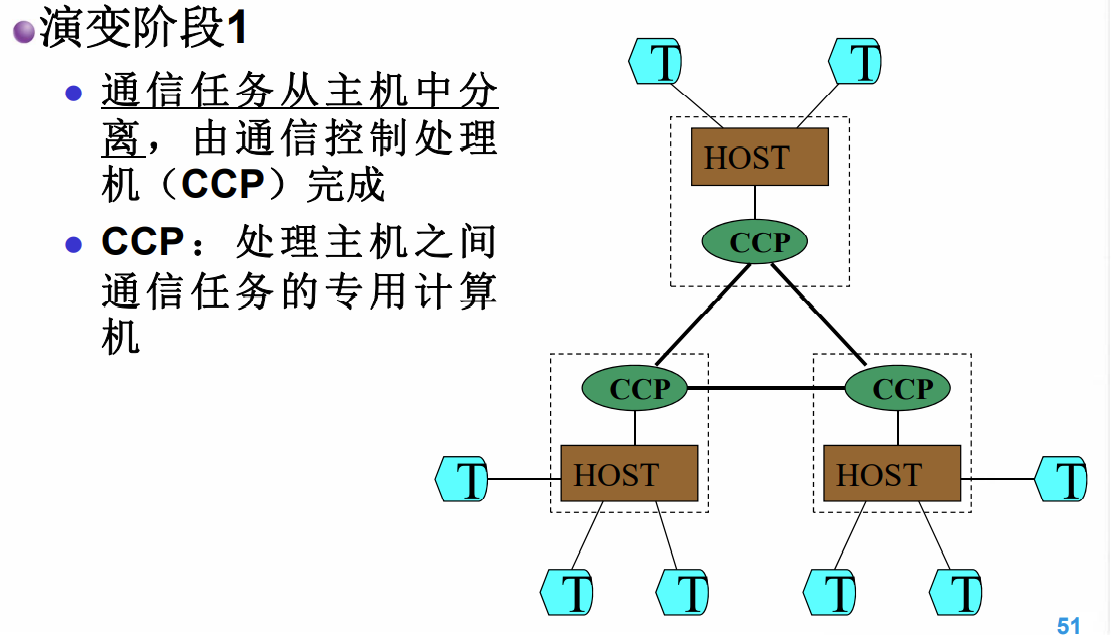 演变阶段1
通信任务从主机中分
离，由通信控制处理
机（CCP）完成
CCP：处理主机之间
通信任务的专用计算
机
T
T
HOST
CCP
CCP
CCP
T
HOST
HOST
T
T
T
T
T
51